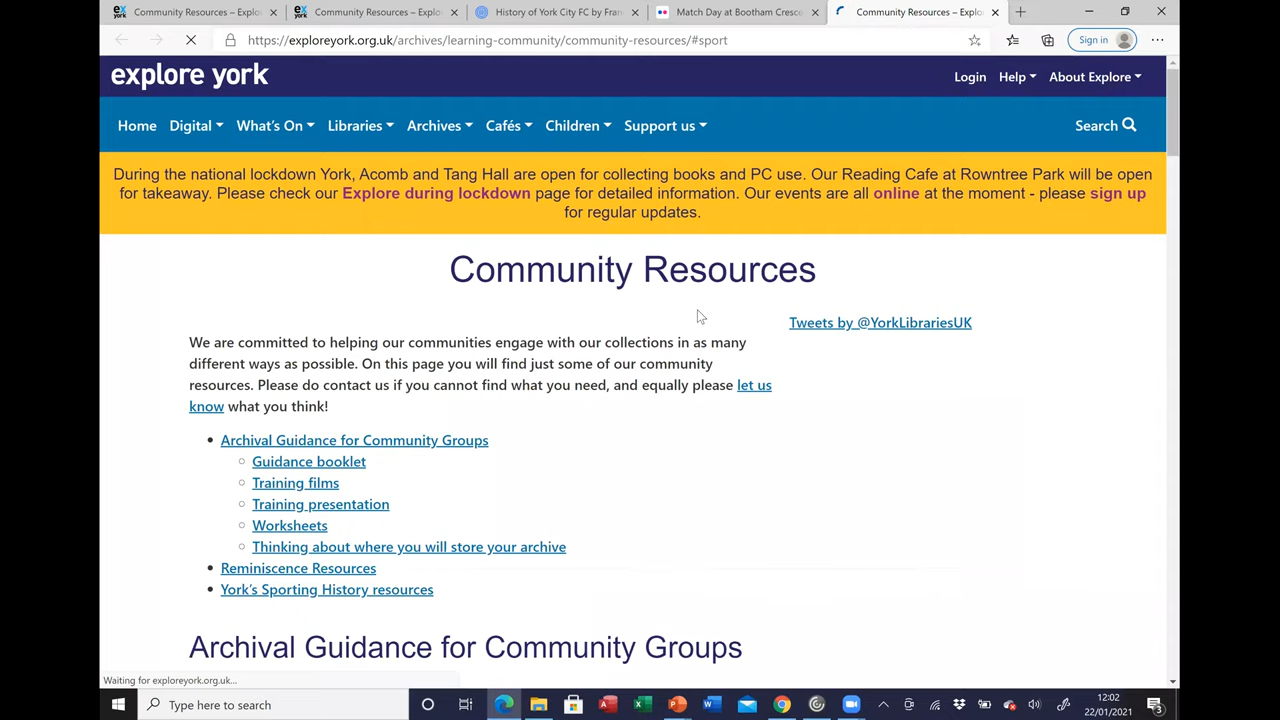 ex york Community Resources – Explo
ex york Community Resources – Explo
History of York City FC by Fran
Match Day at Bootham Cresce
Community Resources – Explo
https://exploreyork.org.uk/archives/learning-community/community-resources/#sport
Sign in
explore york
Login Help About Explore
Home Digital What's On Libraries Archives Cafés Children Support us Search
During the national lockdown York, Acomb and Tang Hall are open for collecting books and PC use. Our Reading Cafe at Rowntree Park will be open
for takeaway. Please check our Explore during lockdown page for detailed information. Our events are all online at the moment - please sign up
for regular updates.
Community Resources
Tweets by @YorkLibrariesUK
We are committed to helping our communities engage with our collections in as many
different ways as possible. On this page you will find just some of our community
resources. Please do contact us if you cannot find what you need, and equally please let us
know what you think!
Archival Guidance for Community Groups
Guidance booklet
Training films
Training presentation
Worksheets
Thinking about where you will store your archive
Reminiscence Resources
York's Sporting History resources
Archival Guidance for Community Groups
Waiting for exploreyork.org.uk...
Type here to search
12:02
22/01/2021
3